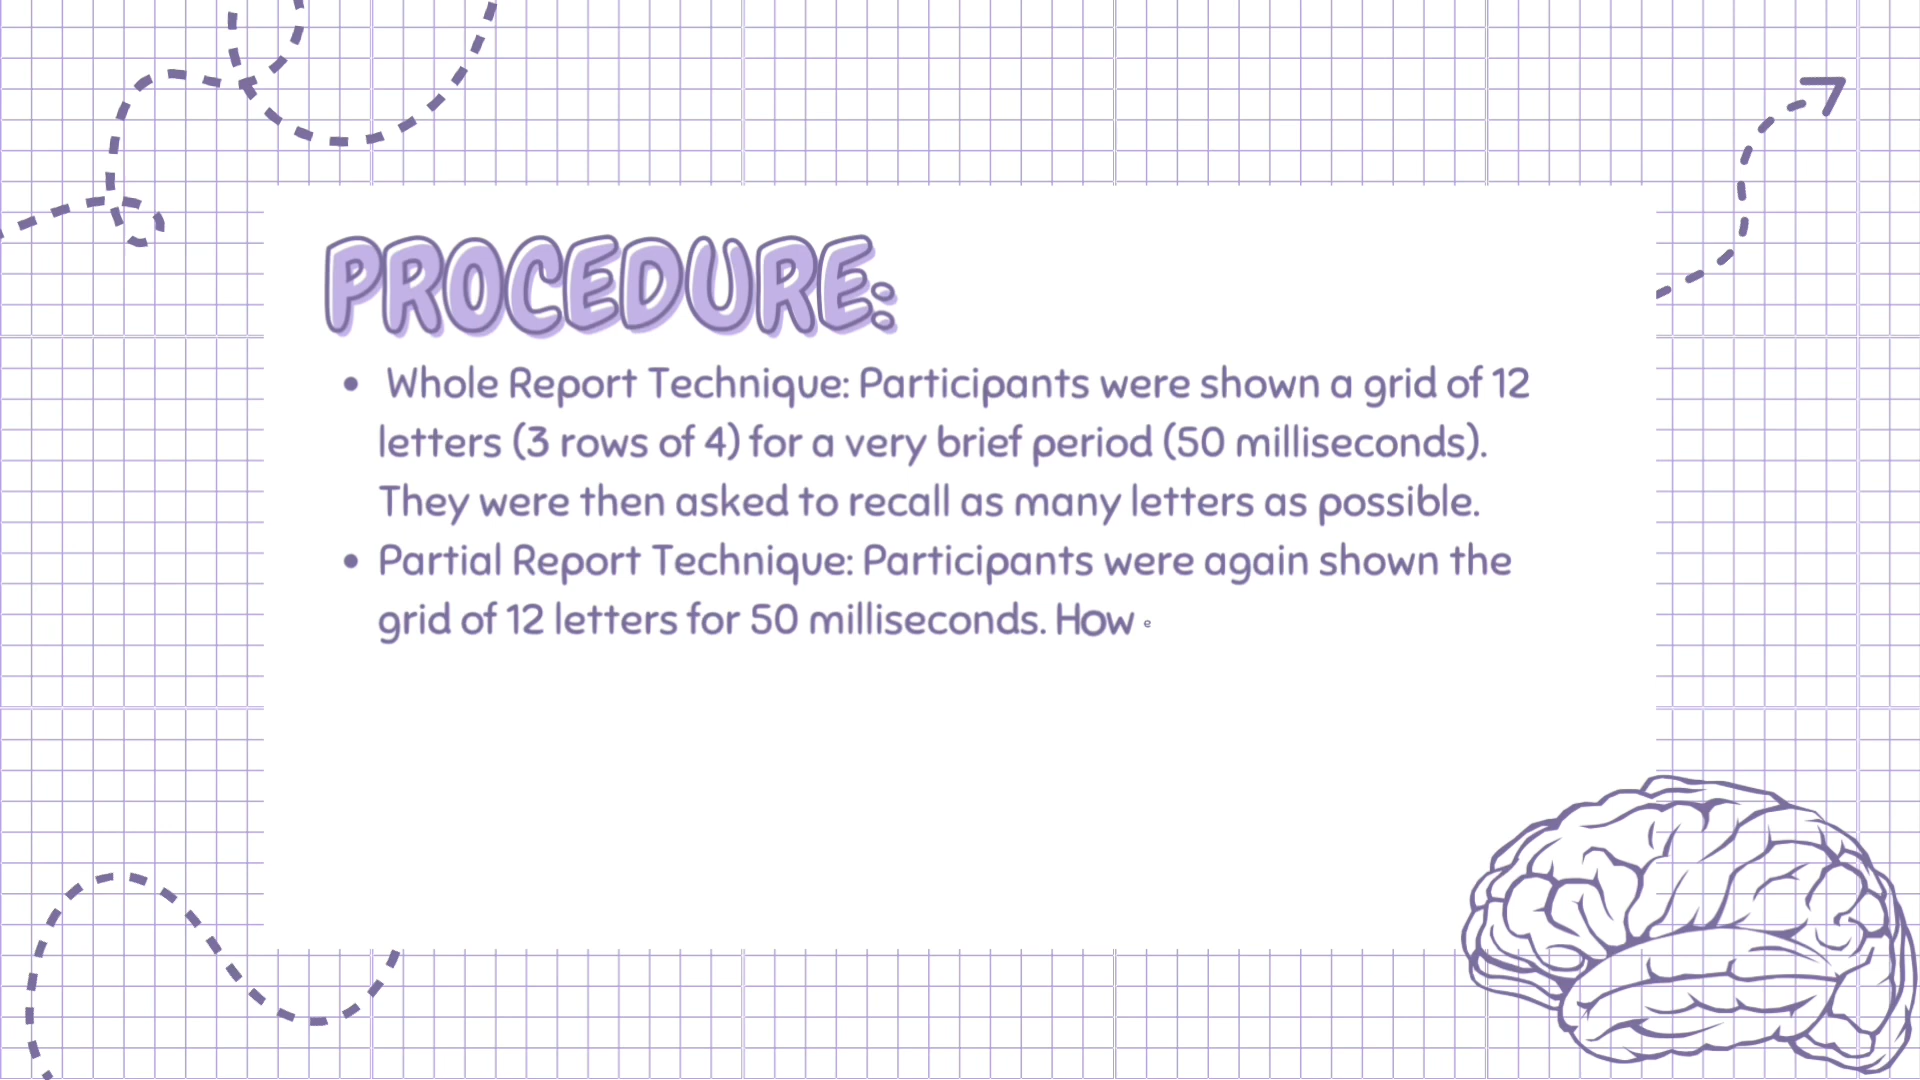 PROCEDURE:
• Whole Report Technique: Participants were shown a grid of 12
letters (3 rows of 4) for a very brief period (50 milliseconds).
They were then asked to recall as many letters as possible.
• Partial Report Technique: Participants were again shown the
grid of 12 letters for 50 milliseconds. How e